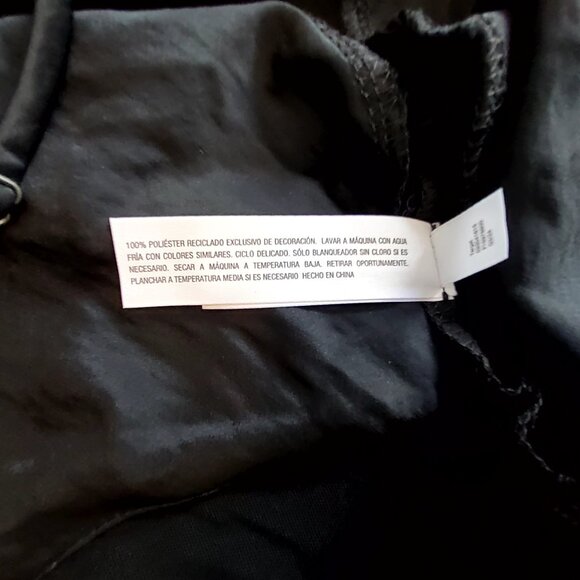 100% POLIÉSTER RECICLADO EXCLUSIVO DE DECORACIÓN. LAVAR A MÁQUINA CON AGUA
FRÍA CON COLORES SIMILARES. CICLO DELICADO. SÓLO BLANQUEADOR SIN CLORO SI ES
NECESARIO. SECAR A MÁQUINA A TEMPERATURA BAJA. RETIRAR OPORTUNAMENTE.
PLANCHAR A TEMPERATURA MEDIA SI ES NECESARIO HECHO EN CHINA
Target